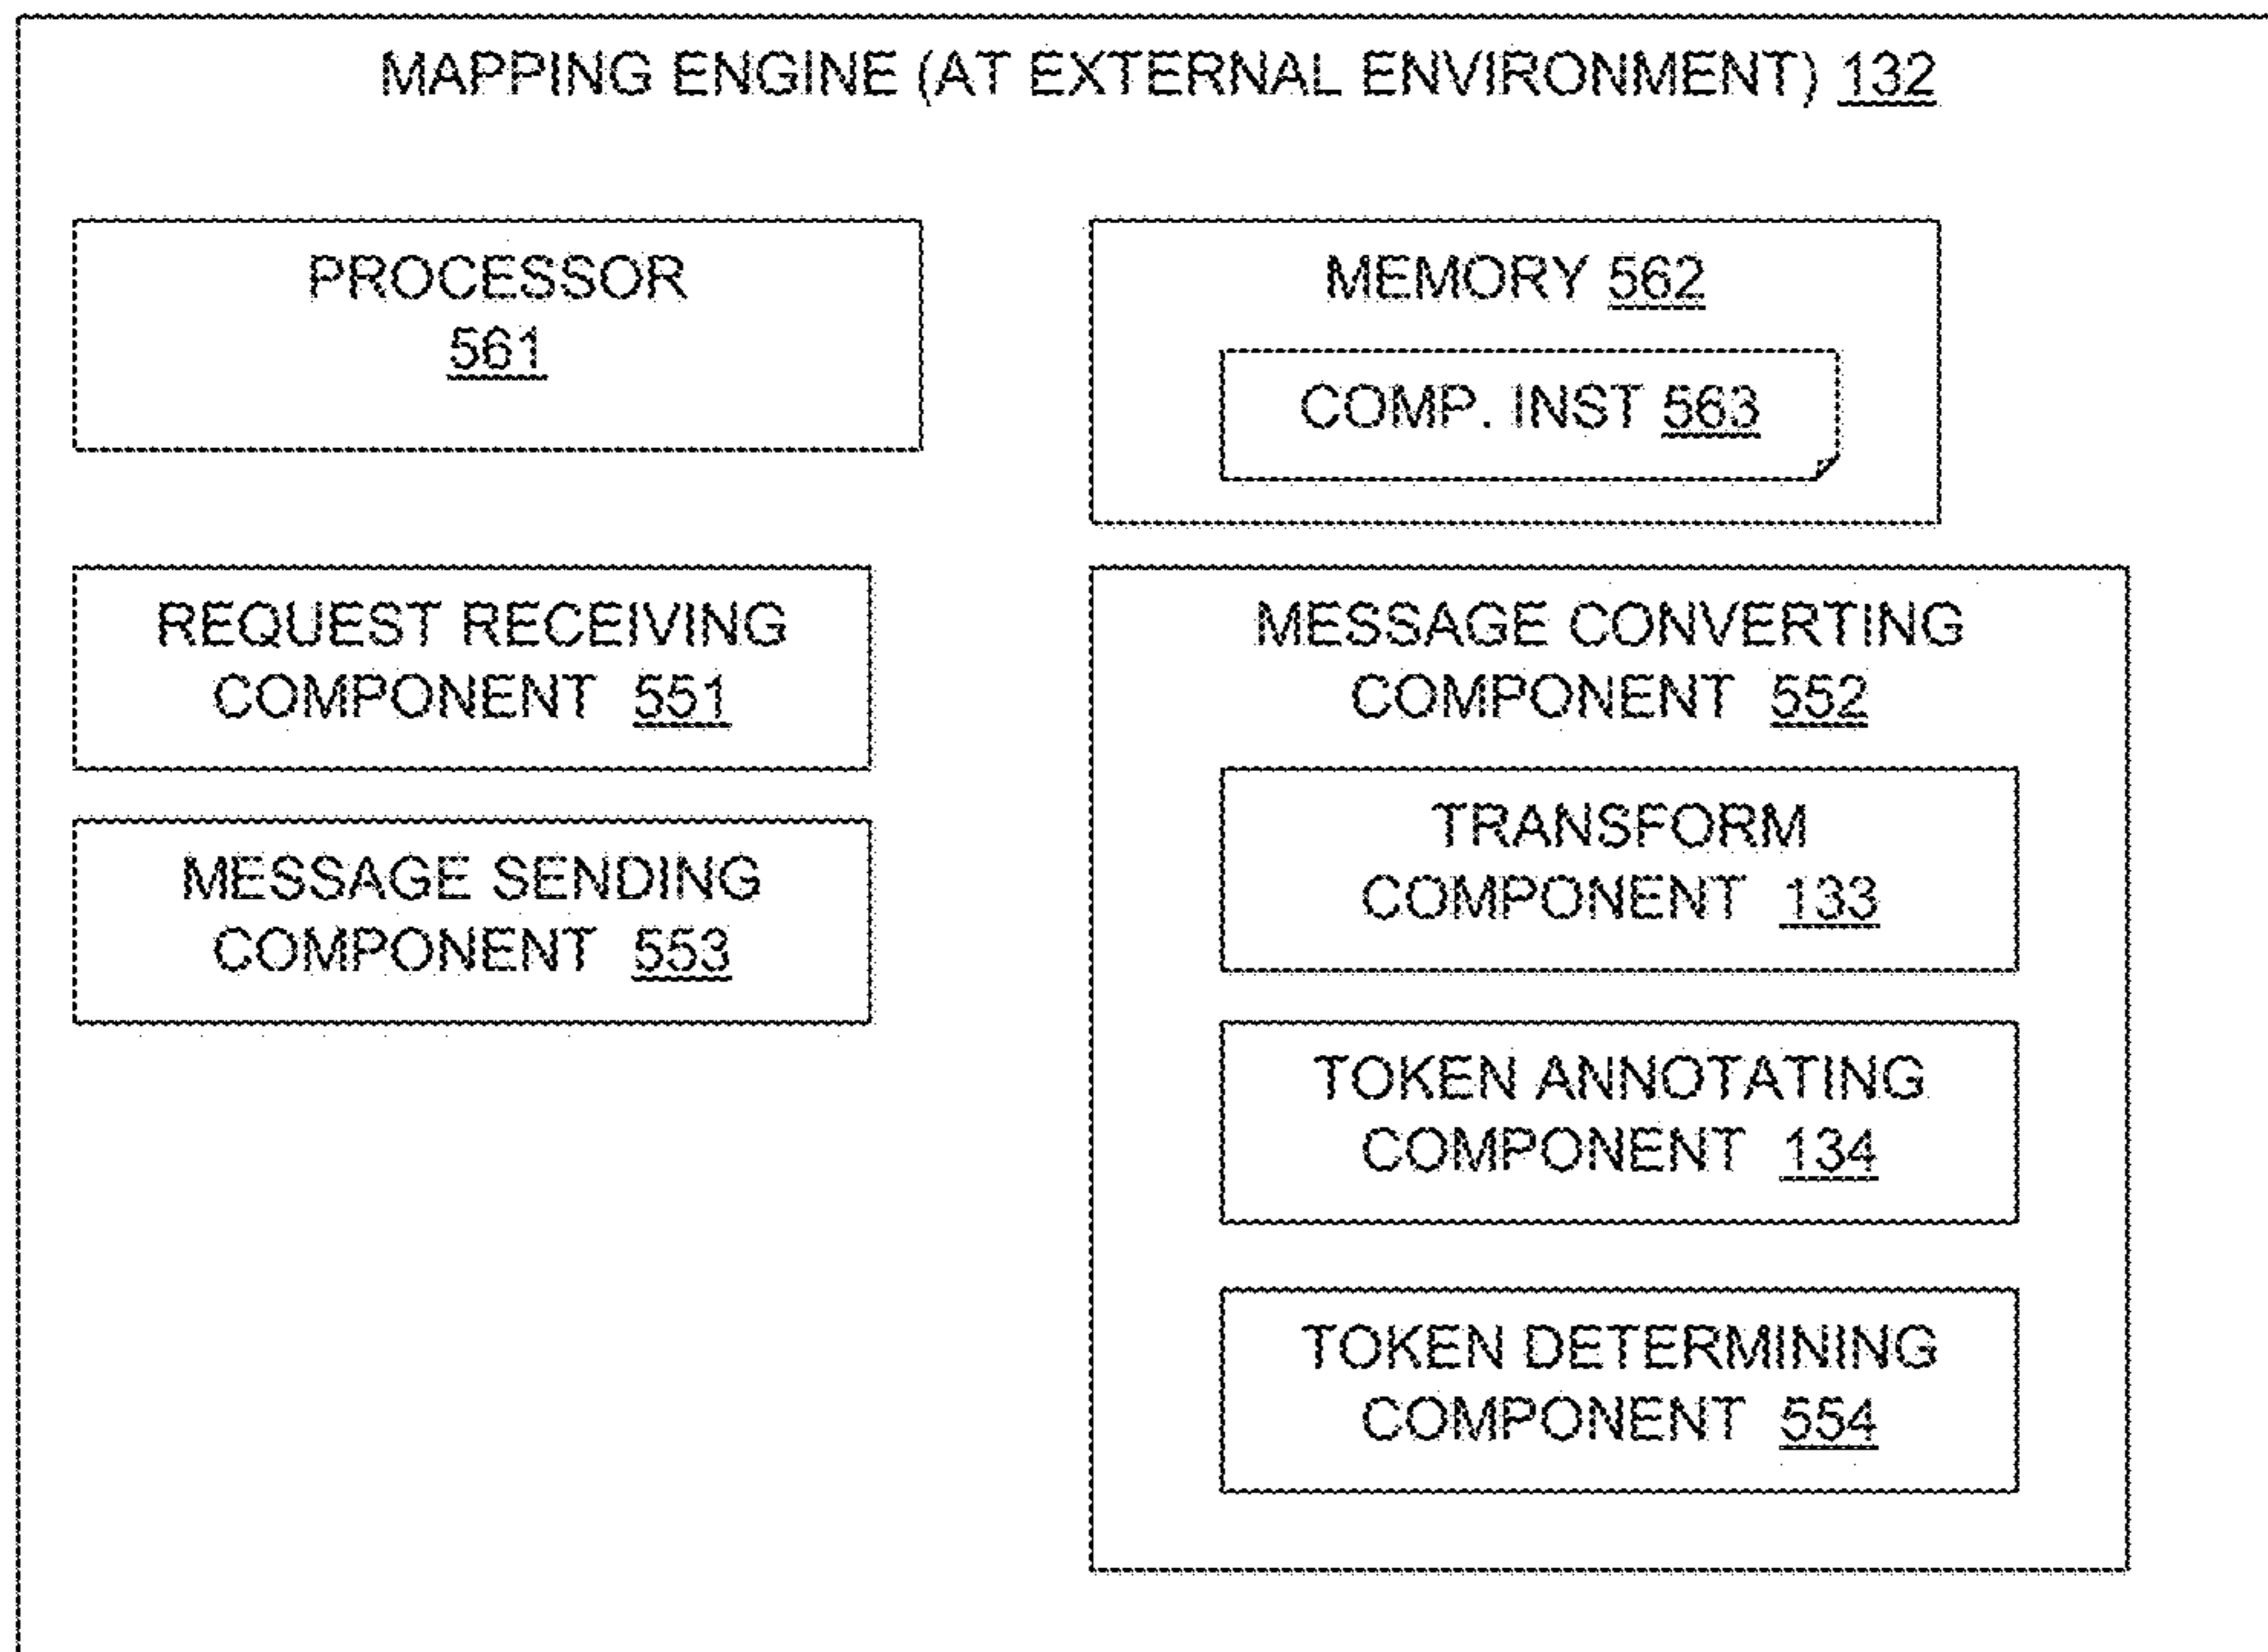 MAPPING ENGINE (AT EXTERNAL ENVIRONMENT) 132
PROCESSOR
561
MEMORY 562
COMP. INST 563
REQUEST RECEIVING
COMPONENT 551
MESSAGE SENDING
COMPONENT 553
MESSAGE CONVERTING
COMPONENT 552
TRANSFORM
COMPONENT 133
TOKEN ANNOTATING
COMPONENT 134
TOKEN DETERMINING
COMPONENT 554